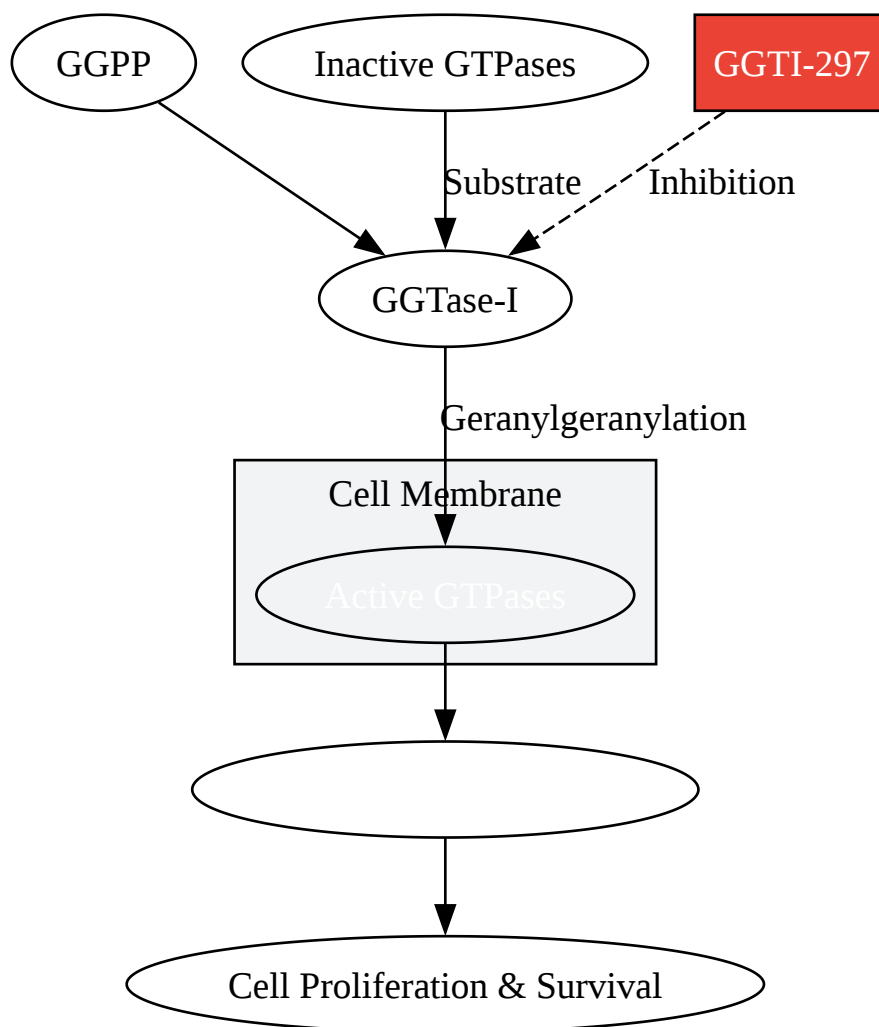 GGPP
Inactive GTPases
GGTI-297
Substrate
Inhibition
GGTase-I
Geranylgeranylation
Cell Membrane
Active GTPases
Cell Proliferation & Survival